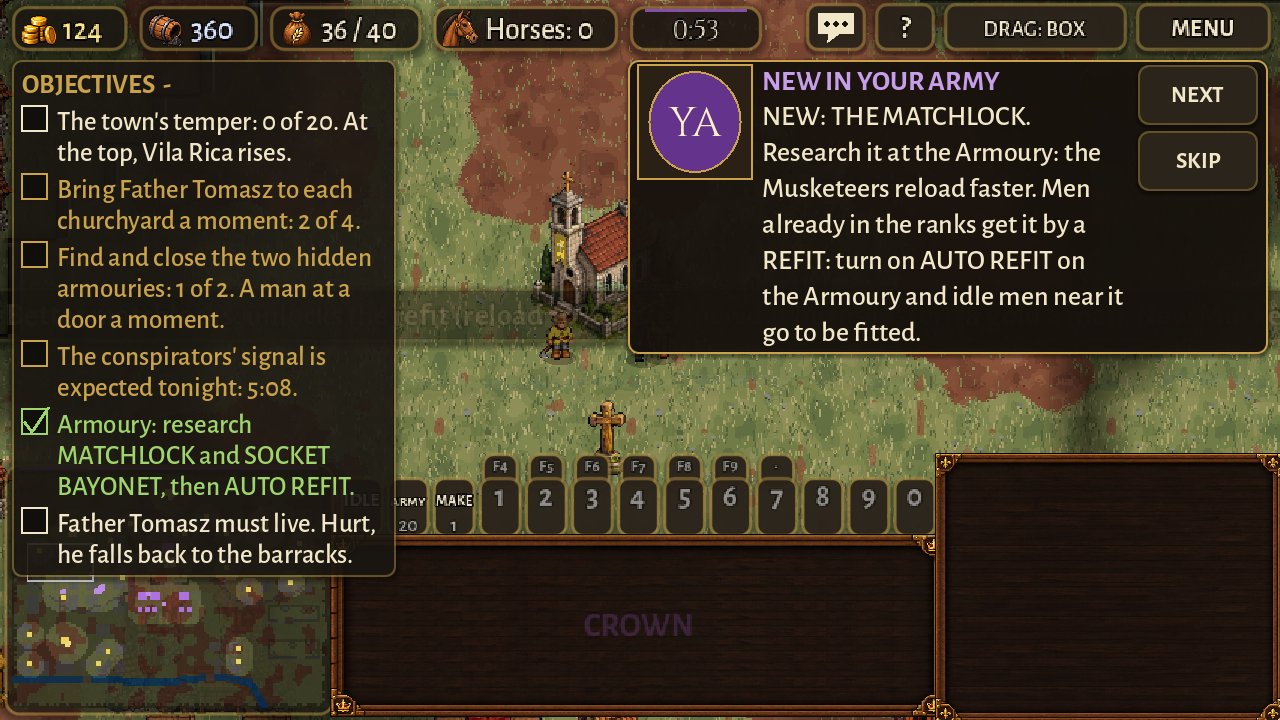 124
360
36 / 40
Horses: 0
0:53
?
DRAG: BOX
MENU
OBJECTIVES -
The town's temper: 0 of 20. At
the top, Vila Rica rises.
Bring Father Tomasz to each
churchyard a moment: 2 of 4.
Find and close the two hidden
armouries: 1 of 2. A man at a
door a moment.
The conspirators' signal is
expected tonight: 5:08.
Armoury: research
MATCHLOCK and SOCKET
BAYONET, then AUTO REFIT.
Father Tomasz must live. Hurt,
he falls back to the barracks.
YA
NEW IN YOUR ARMY
NEW: THE MATCHLOCK.
Research it at the Armoury: the
Musketeers reload faster. Men
already in the ranks get it by a
REFIT: turn on AUTO REFIT on
the Armoury and idle men near it
go to be fitted.
NEXT
SKIP
F4 F5 F6 F7 F8 F9 .
IDLE
ARMY
20
MAKE
1
1 2 3 4 5 6 7 8 9 0
CROWN